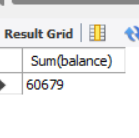 Result Grid
Sum(balance)
60679